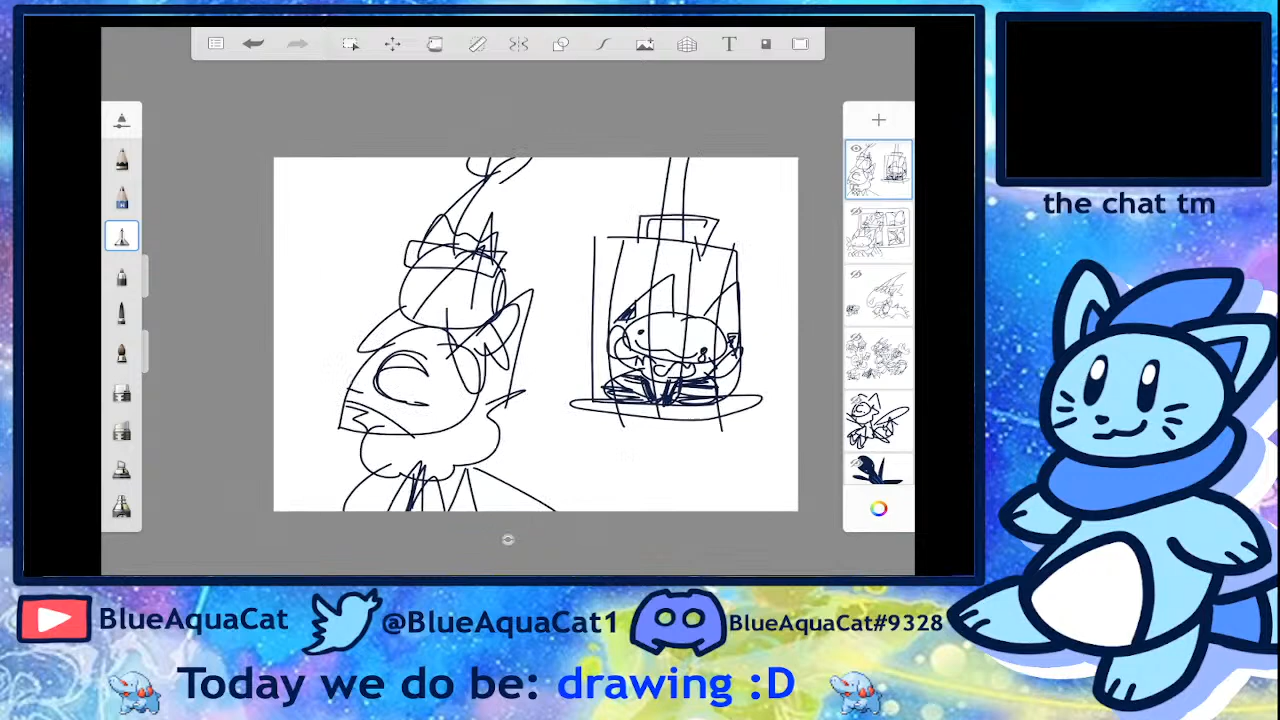 T
the chat tm
BlueAquaCat
@BlueAquaCat1
BlueAquaCat#9328
Today we do be: drawing :D